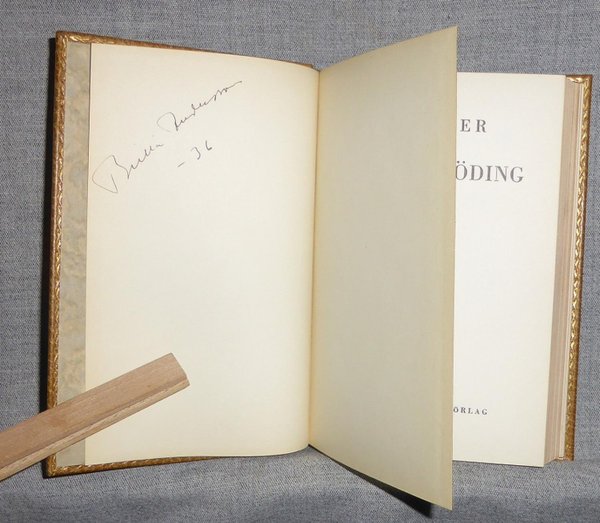 Britta Andersson
-36
ER
ÖDING
ÖRLAG